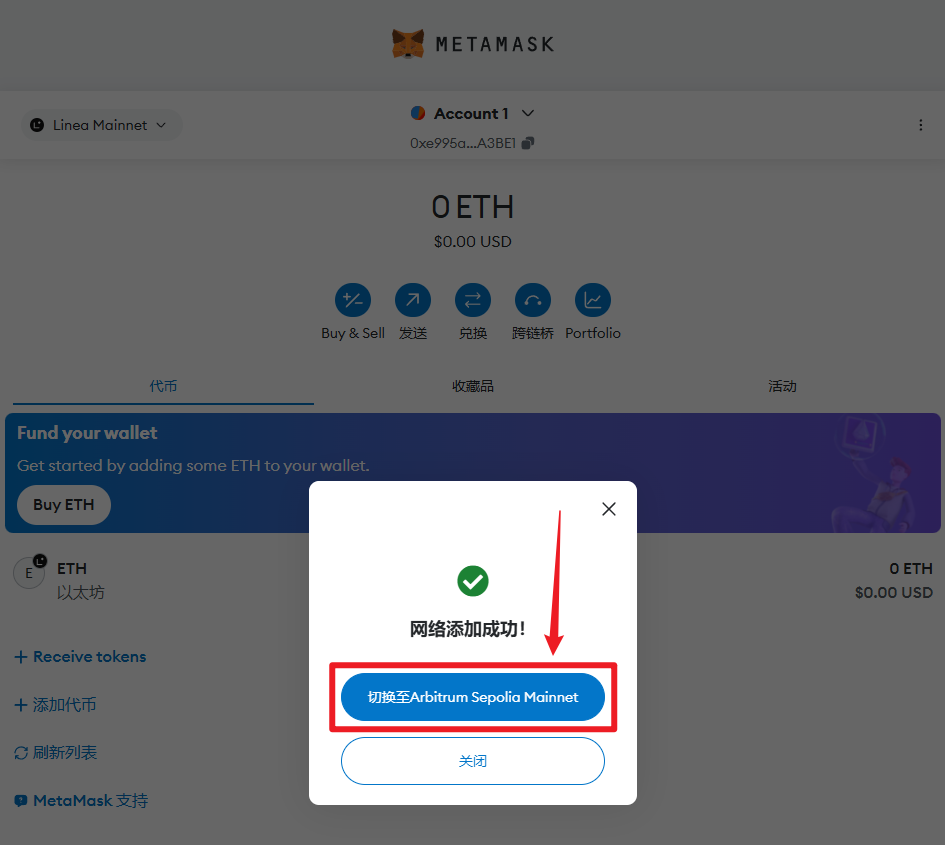 METAMASK
Linea Mainnet
Account 1
0xe995a...A3BE1
0 ETH
$0.00 USD
Buy & Sell
发送
兑换
跨链桥
Portfolio
代币
收藏品
活动
Fund your wallet
Get started by adding some ETH to your wallet.
Buy ETH
E
ETH
以太坊
0 ETH
$0.00 USD
网络添加成功!
切换至Arbitrum Sepolia Mainnet
关闭
+ Receive tokens
+ 添加代币
刷新列表
MetaMask 支持